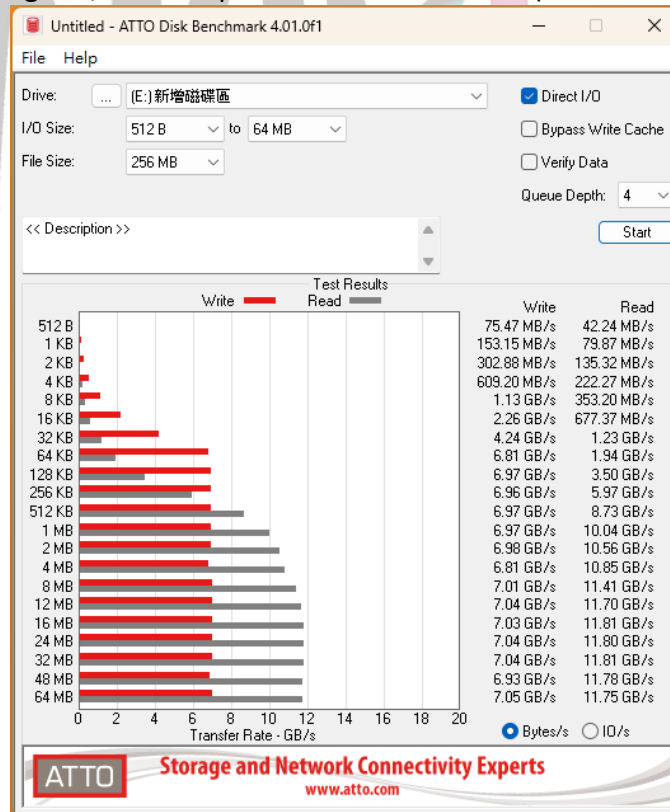 Untitled - ATTO Disk Benchmark 4.01.0f1
File Help
Drive: ... (E:)新增磁碟區
Direct I/O
I/O Size: 512 B to 64 MB
Bypass Write Cache
File Size: 256 MB
Verify Data
Queue Depth: 4
<< Description >>
Start
Test Results
Write Read
Write Read
512 B 75.47 MB/s 42.24 MB/s
1 KB 153.15 MB/s 79.87 MB/s
2 KB 302.88 MB/s 135.32 MB/s
4 KB 609.20 MB/s 222.27 MB/s
8 KB 1.13 GB/s 353.20 MB/s
16 KB 2.26 GB/s 677.37 MB/s
32 KB 4.24 GB/s 1.23 GB/s
64 KB 6.81 GB/s 1.94 GB/s
128 KB 6.97 GB/s 3.50 GB/s
256 KB 6.96 GB/s 5.97 GB/s
512 KB 6.97 GB/s 8.73 GB/s
1 MB 6.97 GB/s 10.04 GB/s
2 MB 6.98 GB/s 10.56 GB/s
4 MB 6.81 GB/s 10.85 GB/s
8 MB 7.01 GB/s 11.41 GB/s
12 MB 7.04 GB/s 11.70 GB/s
16 MB 7.03 GB/s 11.81 GB/s
24 MB 7.04 GB/s 11.80 GB/s
32 MB 7.04 GB/s 11.81 GB/s
48 MB 6.93 GB/s 11.78 GB/s
64 MB 7.05 GB/s 11.75 GB/s
0 2 4 6 8 10 12 14 16 18 20
Transfer Rate - GB/s
Bytes/s IO/s
ATTO
Storage and Network Connectivity Experts
www.atto.com